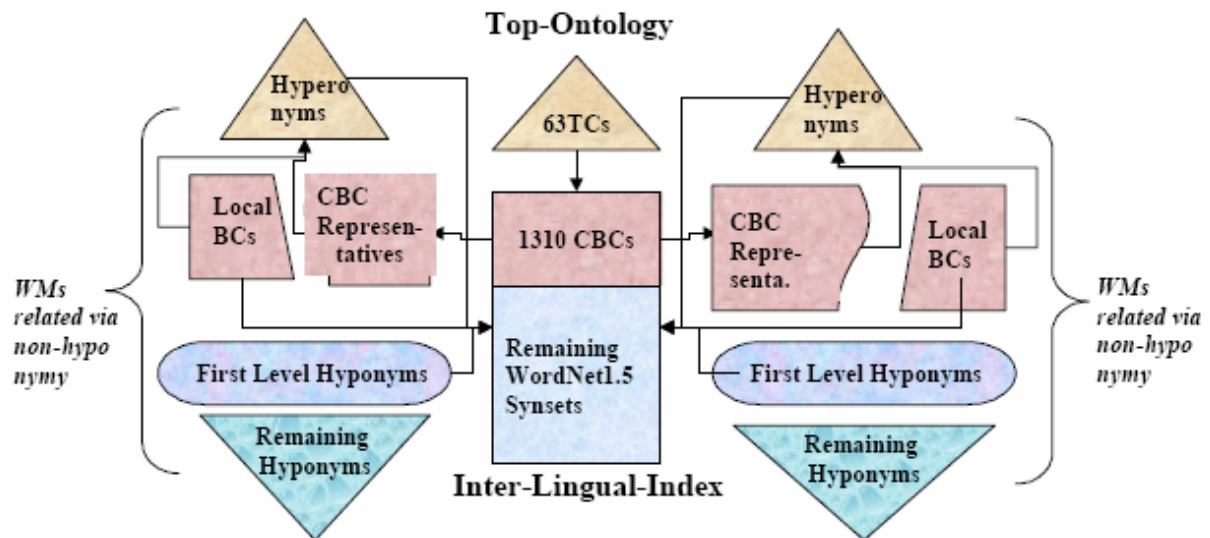 Top-Ontology
Hypero
nyms
63TCs
Hypero
nyms
Local
BCs
CBC
Represen-
tatives
1310 CBCs
CBC
Repre-
senta.
Local
BCs
WMs
related via
non-hypo
nymy
First Level Hyponyms
Remaining
WordNet1.5
Synsets
First Level Hyponyms
WMs
related via
non-hypo
nymy
Remaining
Hyponyms
Inter-Lingual-Index
Remaining
Hyponyms